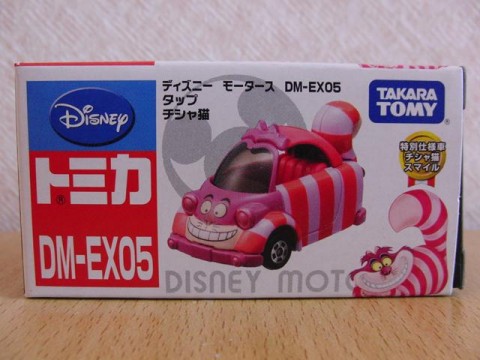 Disney
ディズニー モータース DM-EX05
タップ
チシャ猫
TAKARA
TOMY
特別仕様車
チシャ猫
スマイル
トミカ
®
DM-EX05
DISNEY MOTO